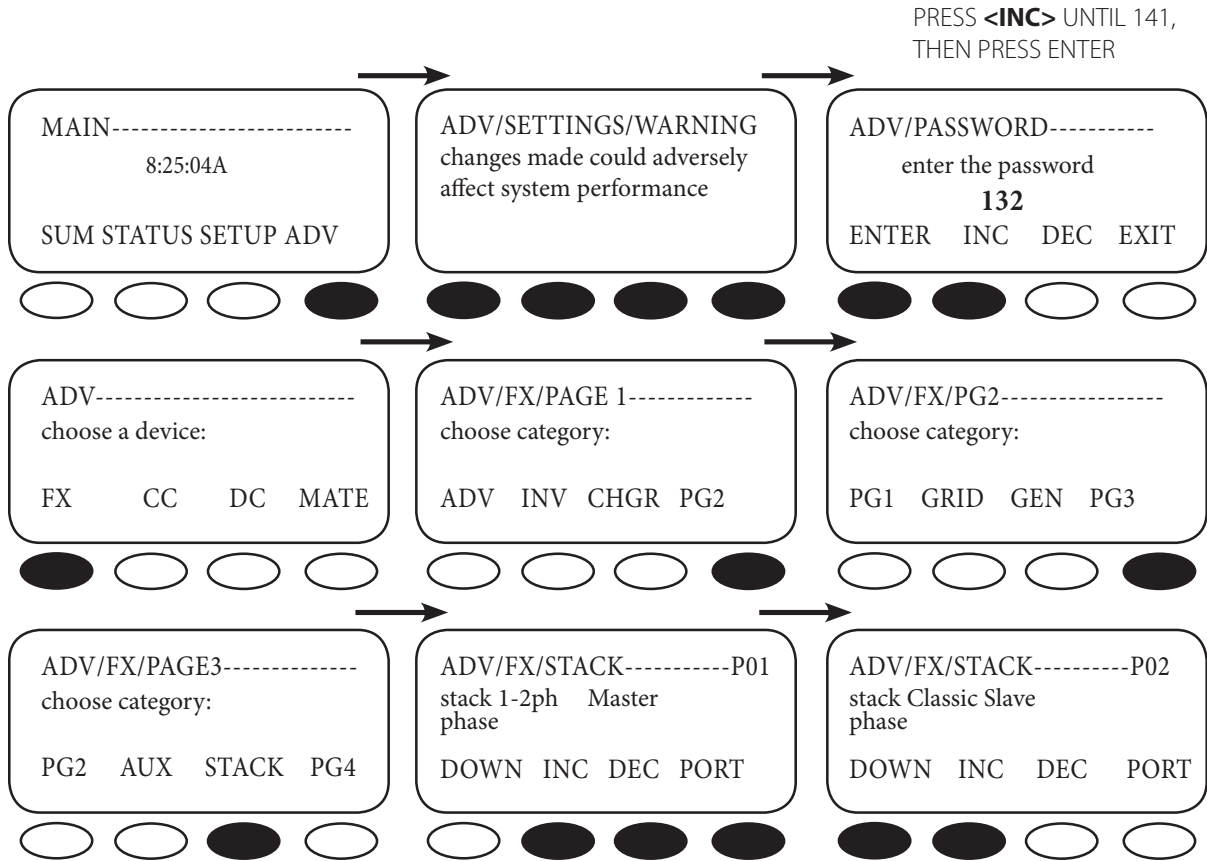 PRESS <INC> UNTIL 141,
THEN PRESS ENTER
MAIN-------------------------
8:25:04A
SUM STATUS SETUP ADV
ADV/SETTINGS/WARNING
changes made could adversely
affect system performance
ADV/PASSWORD-----------
enter the password
132
ENTER INC DEC EXIT
ADV---------------------------
choose a device:
FX CC DC MATE
ADV/FX/PAGE 1-------------
choose category:
ADV INV CHGR PG2
ADV/FX/PG2-----------------
choose category:
PG1 GRID GEN PG3
ADV/FX/PAGE3--------------
choose category:
PG2 AUX STACK PG4
ADV/FX/STACK-----------P01
stack 1-2ph Master
phase
DOWN INC DEC PORT
ADV/FX/STACK----------P02
stack Classic Slave
phase
DOWN INC DEC PORT